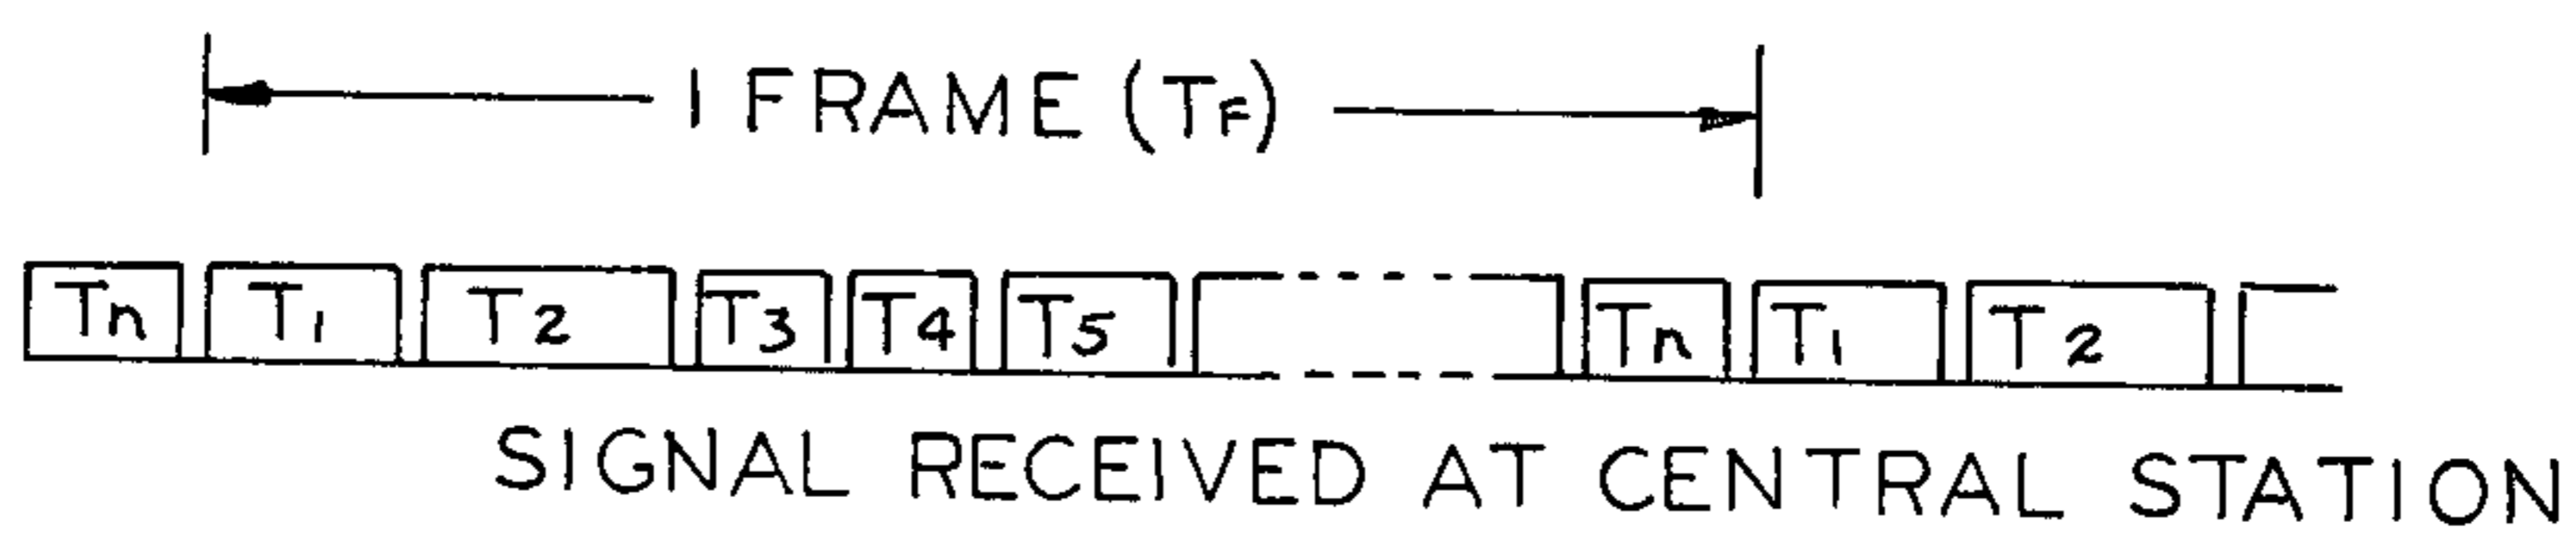 1 FRAME (TF)
Tn T1 T2 T3 T4 T5 Tn T1 T2
SIGNAL RECEIVED AT CENTRAL STATION